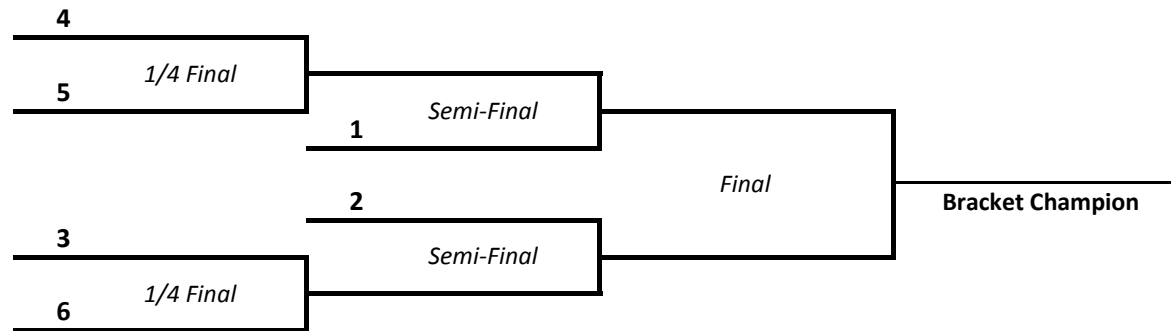 4
1/4 Final
5
Semi-Final
1
Final
Bracket Champion
2
3
Semi-Final
1/4 Final
6